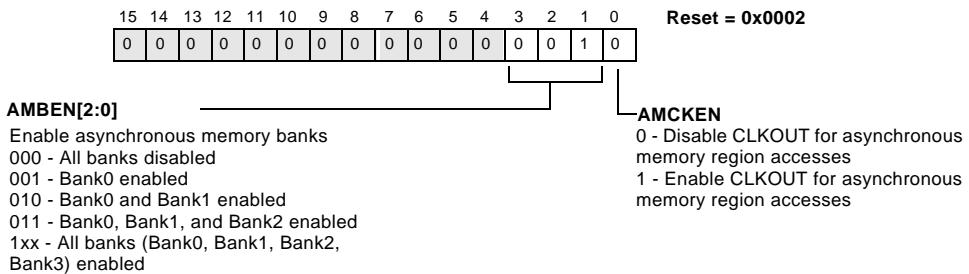 15 14 13 12 11 10 9 8 7 6 5 4 3 2 1 0 Reset = 0x0002
0 0 0 0 0 0 0 0 0 0 0 0 0 0 1 0
AMBEN[2:0]
Enable asynchronous memory banks
000 - All banks disabled
001 - Bank0 enabled
010 - Bank0 and Bank1 enabled
011 - Bank0, Bank1, and Bank2 enabled
1xx - All banks (Bank0, Bank1, Bank2,
Bank3) enabled
AMCKEN
0 - Disable CLKOUT for asynchronous
memory region accesses
1 - Enable CLKOUT for asynchronous
memory region accesses